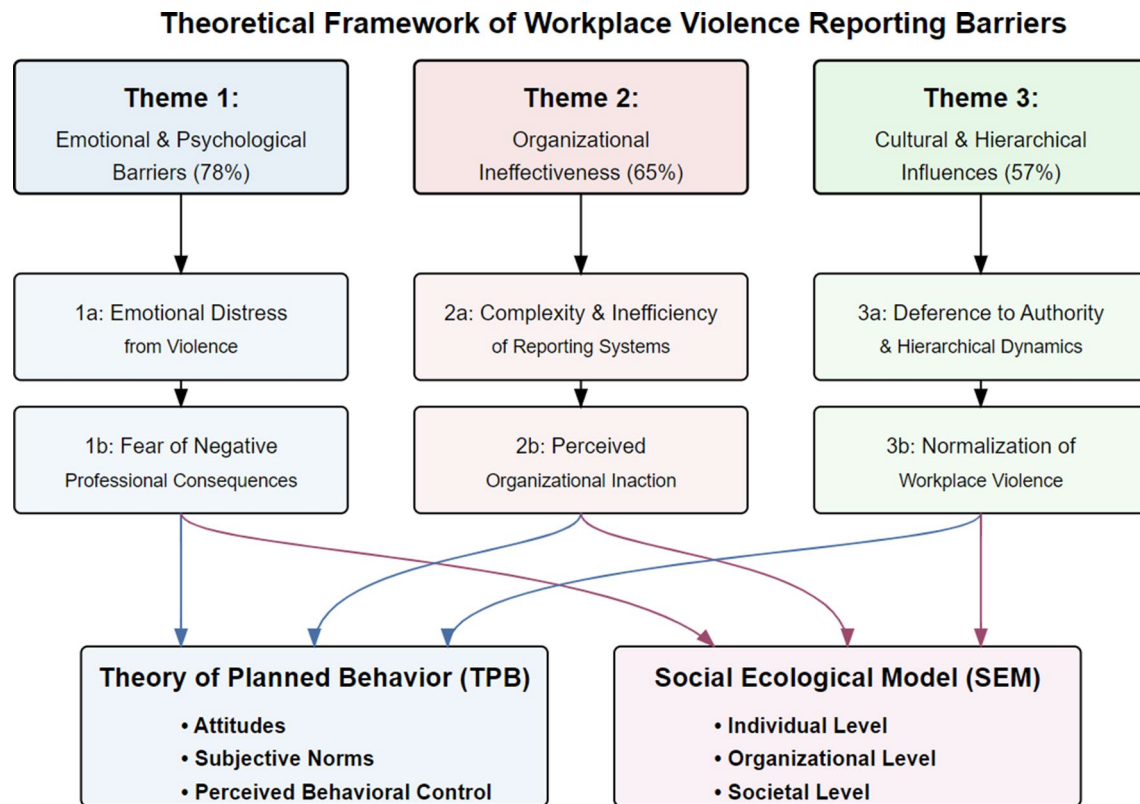 Theoretical Framework of Workplace Violence Reporting Barriers
Theme 1:
Emotional & Psychological
Barriers (78%)
Theme 2:
Organizational
Ineffectiveness (65%)
Theme 3:
Cultural & Hierarchical
Influences (57%)
1a: Emotional Distress
from Violence
2a: Complexity & Inefficiency
of Reporting Systems
3a: Deference to Authority
& Hierarchical Dynamics
1b: Fear of Negative
Professional Consequences
2b: Perceived
Organizational Inaction
3b: Normalization of
Workplace Violence
Theory of Planned Behavior (TPB)
• Attitudes
• Subjective Norms
• Perceived Behavioral Control
Social Ecological Model (SEM)
• Individual Level
• Organizational Level
• Societal Level